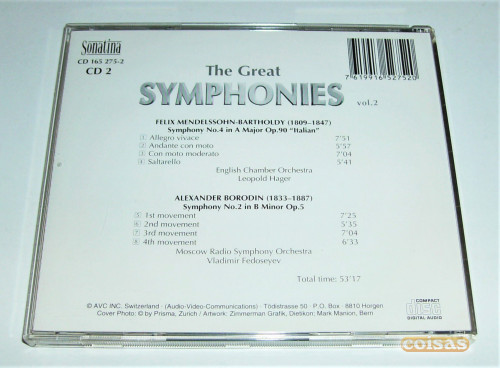 Sonatina
CD 165 275-2
CD 2
7619916527520
The Great
SYMPHONIES vol.2
FELIX MENDELSSOHN-BARTHOLDY (1809–1847)
Symphony No.4 in A Major Op.90 "Italian"
1 Allegro vivace 7'51
2 Andante con moto 5'57
3 Con moto moderato 7'04
4 Saltarello 5'41
English Chamber Orchestra
Leopold Hager
ALEXANDER BORODIN (1833–1887)
Symphony No.2 in B Minor Op.5
5 1st movement 7'25
6 2nd movement 5'35
7 3rd movement 7'04
8 4th movement 6'33
Moscow Radio Symphony Orchestra
Vladimir Fedoseyev
Total time: 53'17
© AVC INC. Switzerland · (Audio-Video-Communications) · Tödistrasse 50 · P.O. Box · 8810 Horgen
Cover Photo: © by Prisma, Zurich / Artwork: Zimmerman Grafik, Dietikon; Mark Manion, Bern
COMPACT
disc
DIGITAL AUDIO
coisas